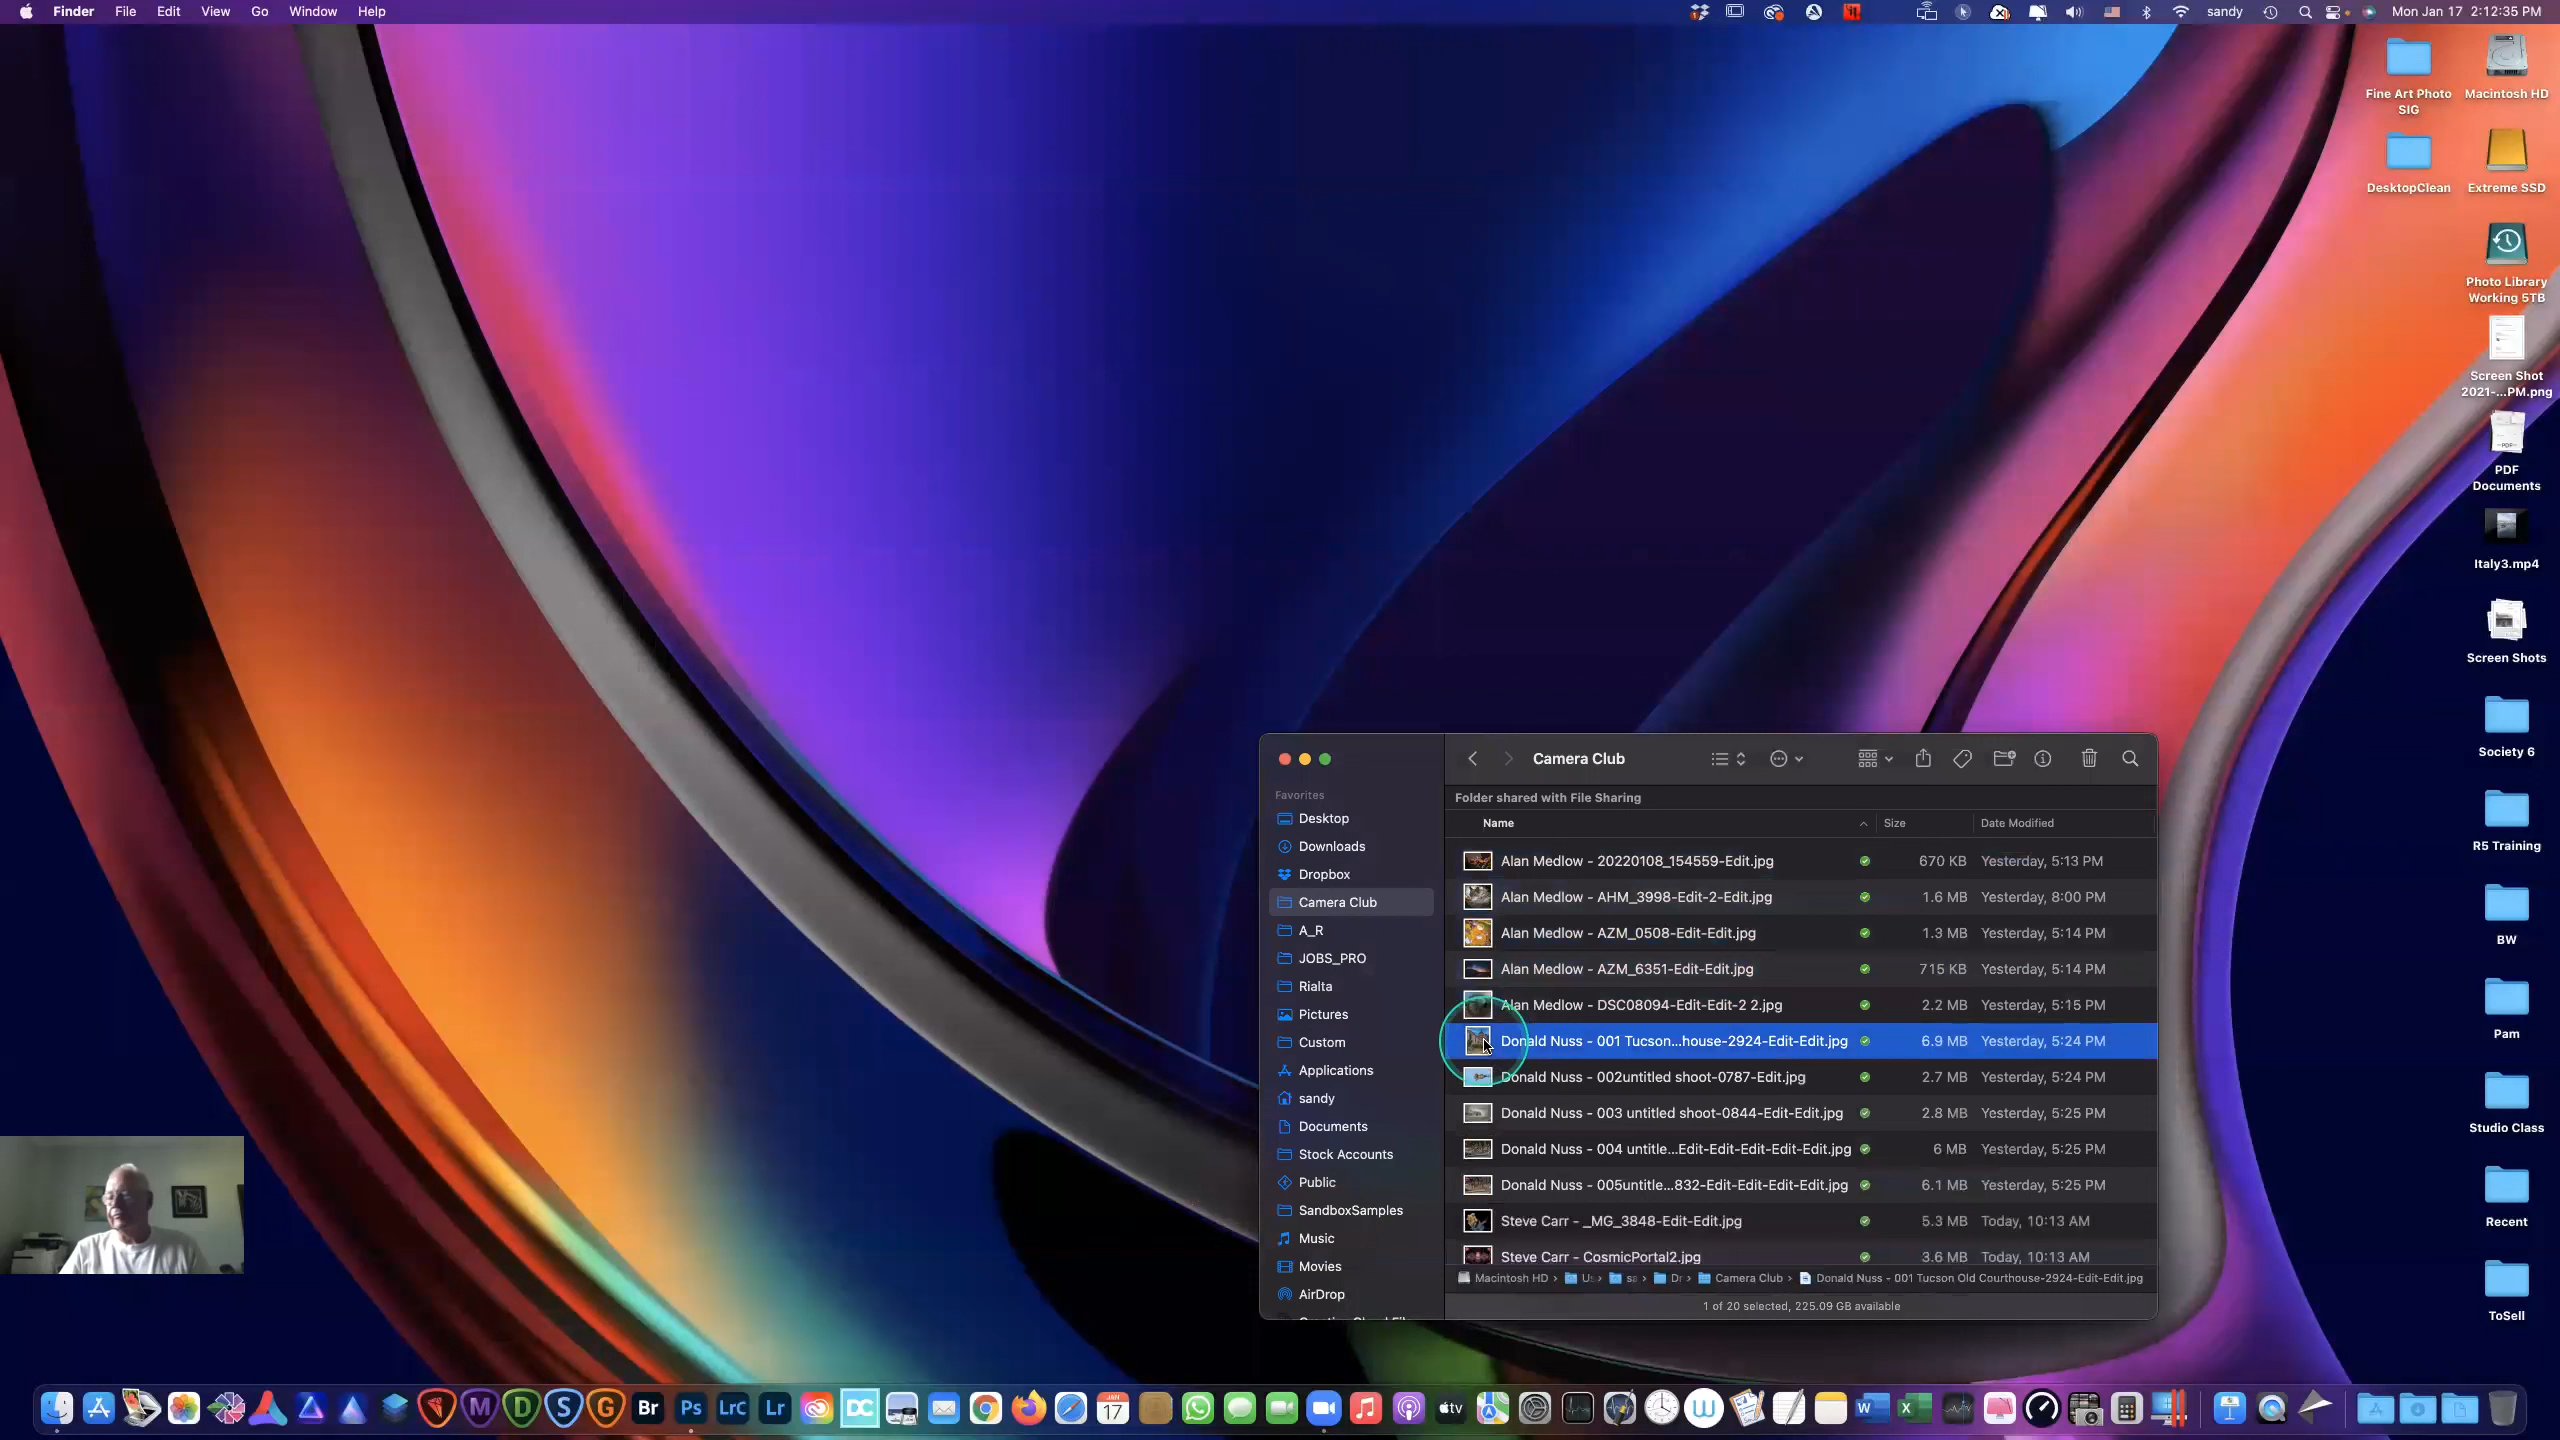 Finder File Edit View Go Window Help
sandy Mon Jan 17 2:12:35 PM
Fine Art Photo
SIG
Macintosh HD
DesktopClean
Extreme SSD
Photo Library
Working 5TB
Screen Shot
2021-...PM.png
PDF
PDF
Documents
Italy3.mp4
Screen Shots
Society 6
R5 Training
BW
Pam
Studio Class
Recent
ToSell
Camera Club
Folder shared with File Sharing
Name Size Date Modified
Favorites
Desktop
Downloads
Dropbox
Camera Club
A_R
JOBS_PRO
Rialta
Pictures
Custom
Applications
sandy
Documents
Stock Accounts
Public
SandboxSamples
Music
Movies
AirDrop
Alan Medlow - 20220108_154559-Edit.jpg 670 KB Yesterday, 5:13 PM
Alan Medlow - AHM_3998-Edit-2-Edit.jpg 1.6 MB Yesterday, 8:00 PM
Alan Medlow - AZM_0508-Edit-Edit.jpg 1.3 MB Yesterday, 5:14 PM
Alan Medlow - AZM_6351-Edit-Edit.jpg 715 KB Yesterday, 5:14 PM
Alan Medlow - DSC08094-Edit-Edit-2 2.jpg 2.2 MB Yesterday, 5:15 PM
Donald Nuss - 001 Tucson...house-2924-Edit-Edit.jpg 6.9 MB Yesterday, 5:24 PM
Donald Nuss - 002untitled shoot-0787-Edit.jpg 2.7 MB Yesterday, 5:24 PM
Donald Nuss - 003 untitled shoot-0844-Edit-Edit.jpg 2.8 MB Yesterday, 5:25 PM
Donald Nuss - 004 untitle...Edit-Edit-Edit-Edit-Edit.jpg 6 MB Yesterday, 5:25 PM
Donald Nuss - 005untitle...832-Edit-Edit-Edit-Edit.jpg 6.1 MB Yesterday, 5:25 PM
Steve Carr - _MG_3848-Edit-Edit.jpg 5.3 MB Today, 10:13 AM
Steve Carr - CosmicPortal2.jpg 3.6 MB Today, 10:13 AM
Macintosh HD › Us › sa › Dr › Camera Club › Donald Nuss - 001 Tucson Old Courthouse-2924-Edit-Edit.jpg
1 of 20 selected, 225.09 GB available
M D S G Br Ps LrC Lr DC JAN 17 tv W W X